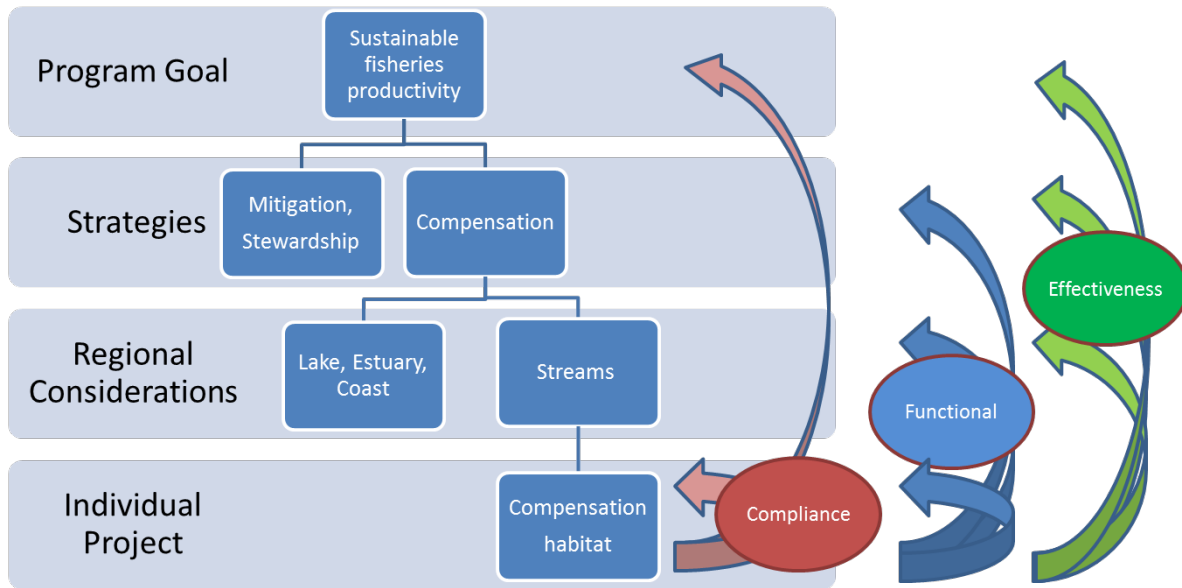 Program Goal
Sustainable
fisheries
productivity
Strategies
Mitigation,
Stewardship
Compensation
Effectiveness
Regional
Considerations
Lake, Estuary,
Coast
Streams
Functional
Individual
Project
Compensation
habitat
Compliance